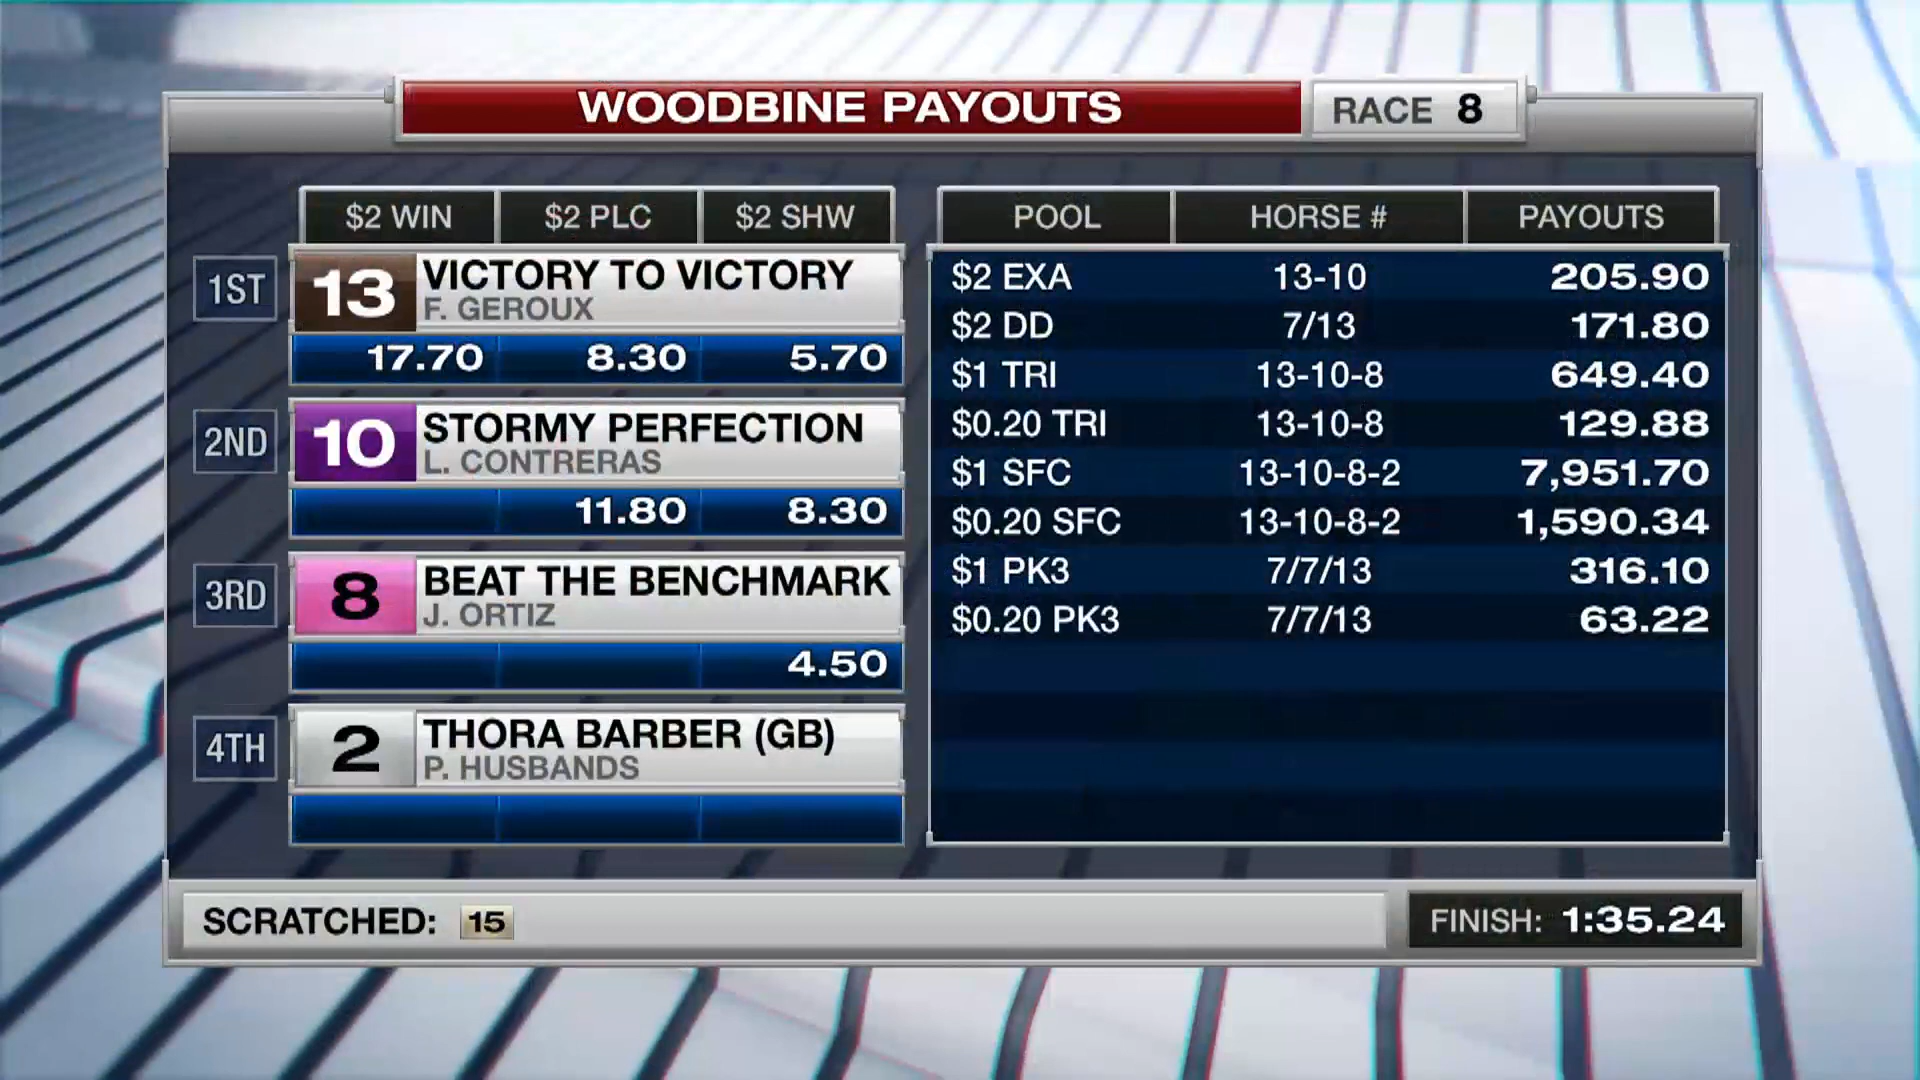 WOODBINE PAYOUTS RACE 8
$2 WIN $2 PLC $2 SHW
1ST 13 VICTORY TO VICTORY
F. GEROUX
17.70 8.30 5.70
2ND 10 STORMY PERFECTION
L. CONTRERAS
11.80 8.30
3RD 8 BEAT THE BENCHMARK
J. ORTIZ
4.50
4TH 2 THORA BARBER (GB)
P. HUSBANDS
POOL HORSE # PAYOUTS
$2 EXA 13-10 205.90
$2 DD 7/13 171.80
$1 TRI 13-10-8 649.40
$0.20 TRI 13-10-8 129.88
$1 SFC 13-10-8-2 7,951.70
$0.20 SFC 13-10-8-2 1,590.34
$1 PK3 7/7/13 316.10
$0.20 PK3 7/7/13 63.22
SCRATCHED: 15
FINISH: 1:35.24